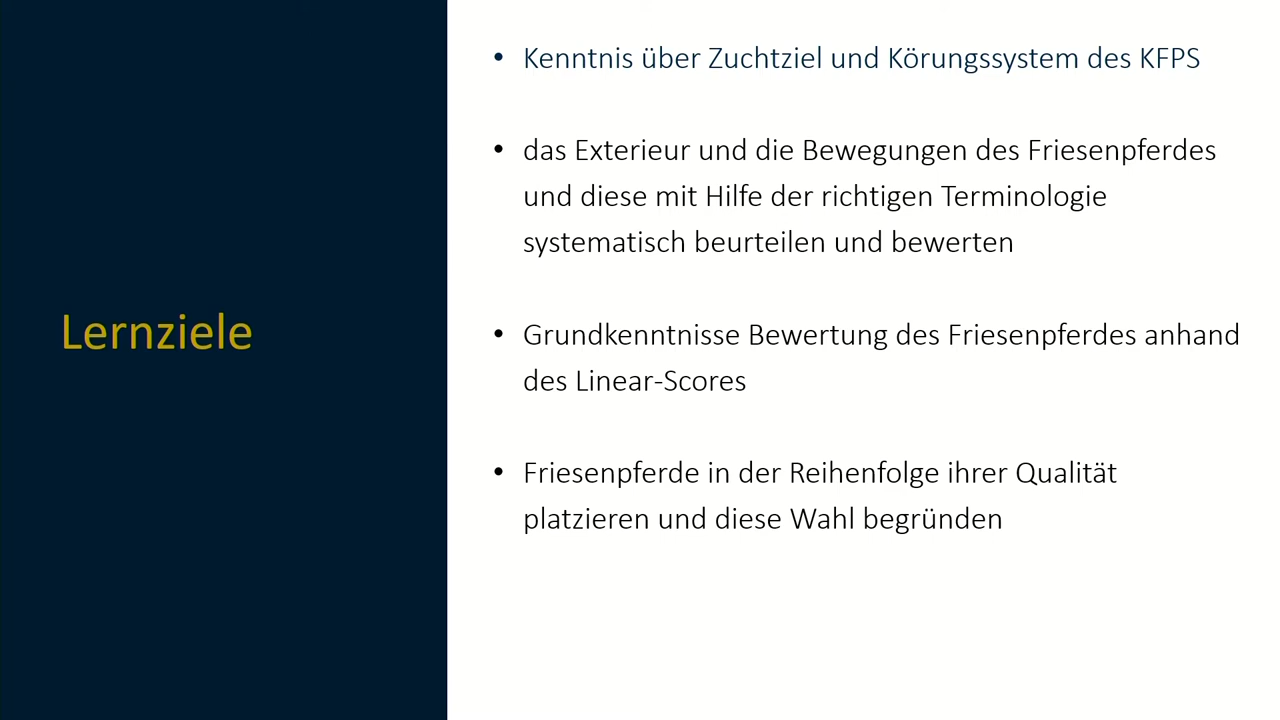 Lernziele
• Kenntnis über Zuchtziel und Körungssystem des KFPS
• das Exterieur und die Bewegungen des Friesenpferdes
und diese mit Hilfe der richtigen Terminologie
systematisch beurteilen und bewerten
• Grundkenntnisse Bewertung des Friesenpferdes anhand
des Linear-Scores
• Friesenpferde in der Reihenfolge ihrer Qualität
platzieren und diese Wahl begründen